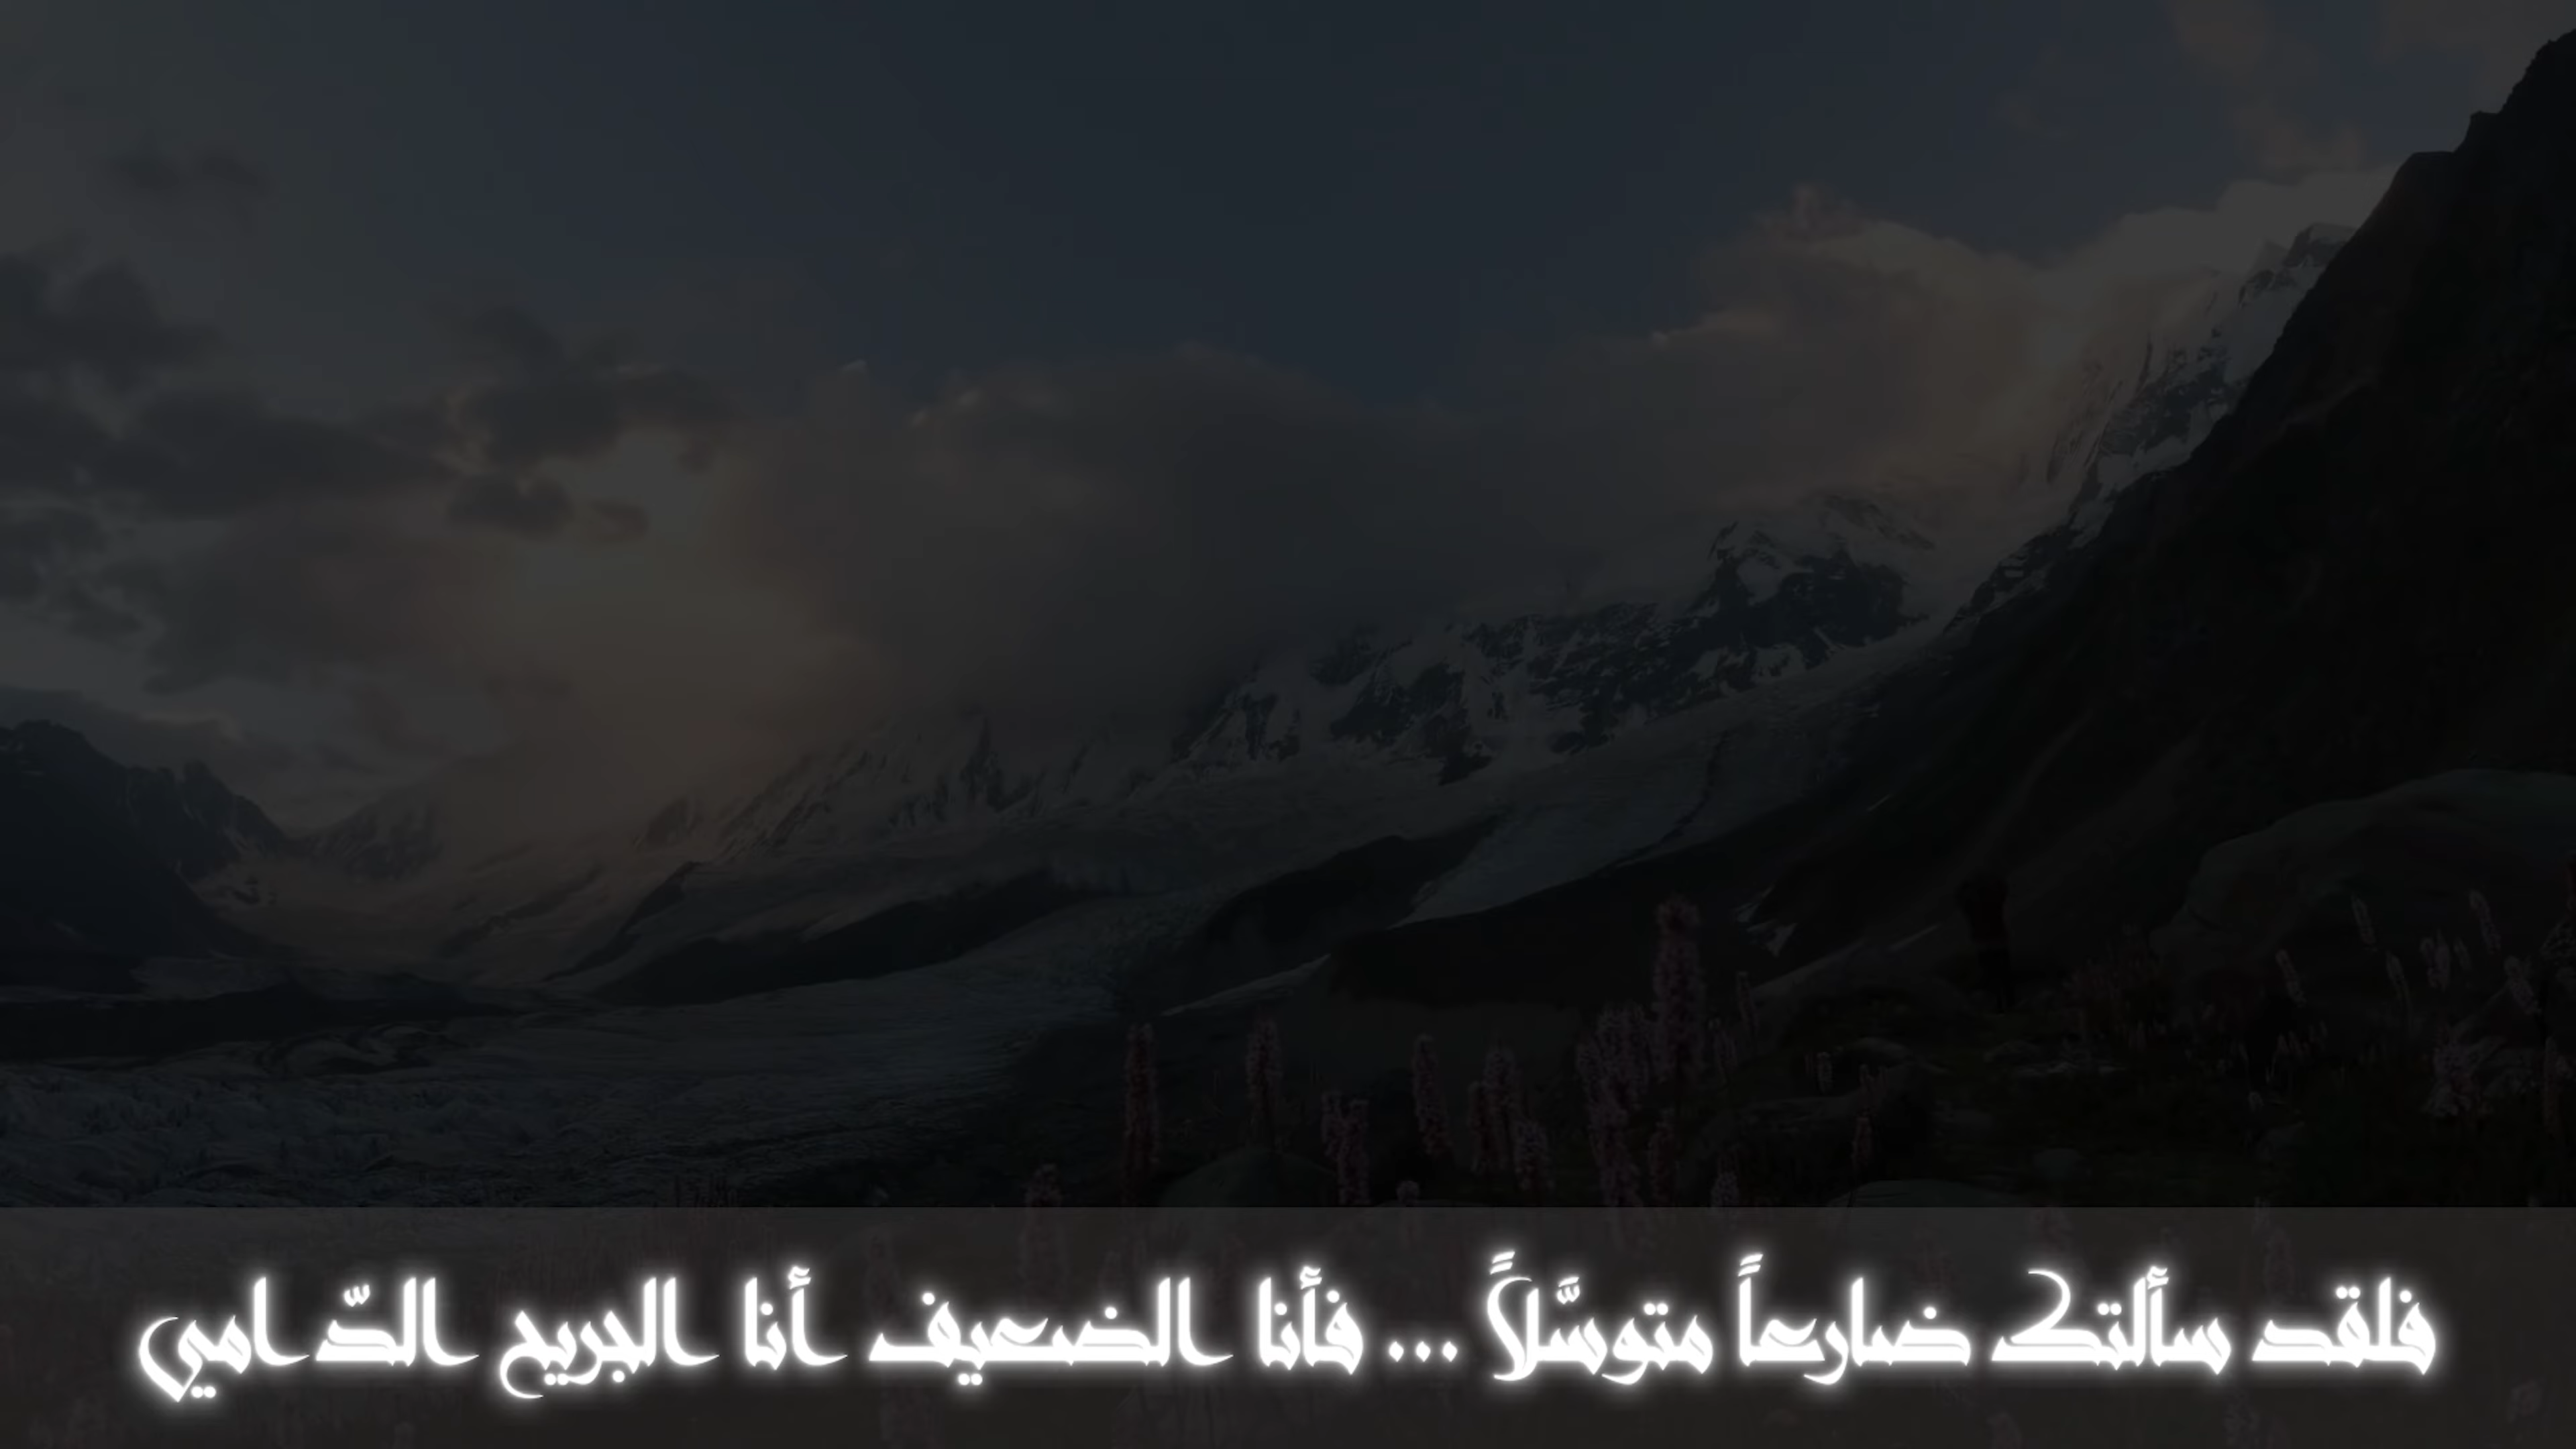 فلقد سألتك ضارعاً متوسَّلاً ... فأنا الضعيف أنا الجريح الدّامي